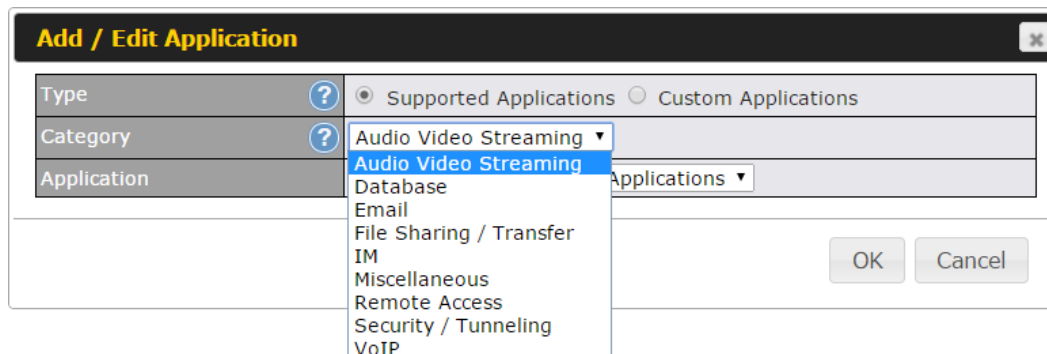 Add / Edit Application
Type ? Supported Applications Custom Applications
Category ? Audio Video Streaming
Application Applications
Audio Video Streaming
Database
Email
File Sharing / Transfer
IM
Miscellaneous
Remote Access
Security / Tunneling
VoIP
OK Cancel